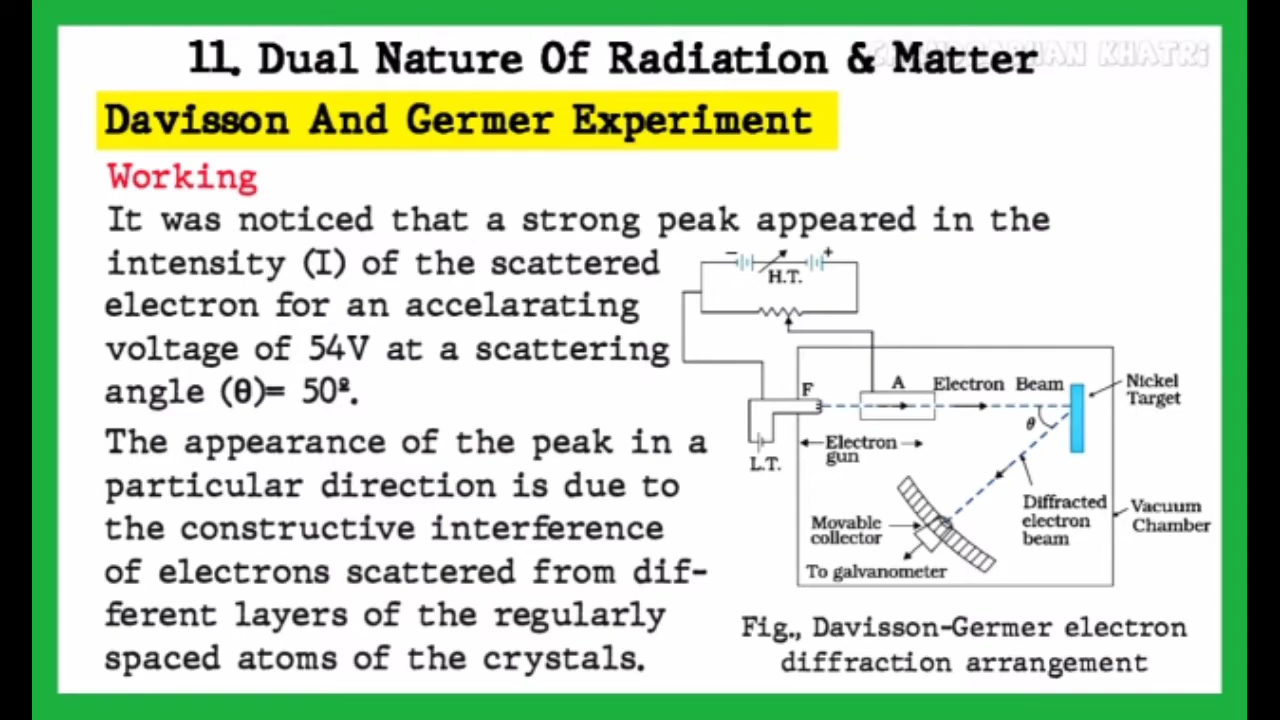 11. Dual Nature Of Radiation & Matter
KHATRI
Davisson And Germer Experiment
Working
It was noticed that a strong peak appeared in the
intensity (I) of the scattered
electron for an accelarating
voltage of 54V at a scattering
angle (θ)= 50º.
The appearance of the peak in a
particular direction is due to
the constructive interference
of electrons scattered from dif-
ferent layers of the regularly
spaced atoms of the crystals.
− +
H.T.
F
A
Electron Beam
Nickel
Target
θ
Electron
gun
L.T.
Diffracted
electron
beam
Movable
collector
Vacuum
Chamber
To galvanometer
Fig., Davisson-Germer electron
diffraction arrangement